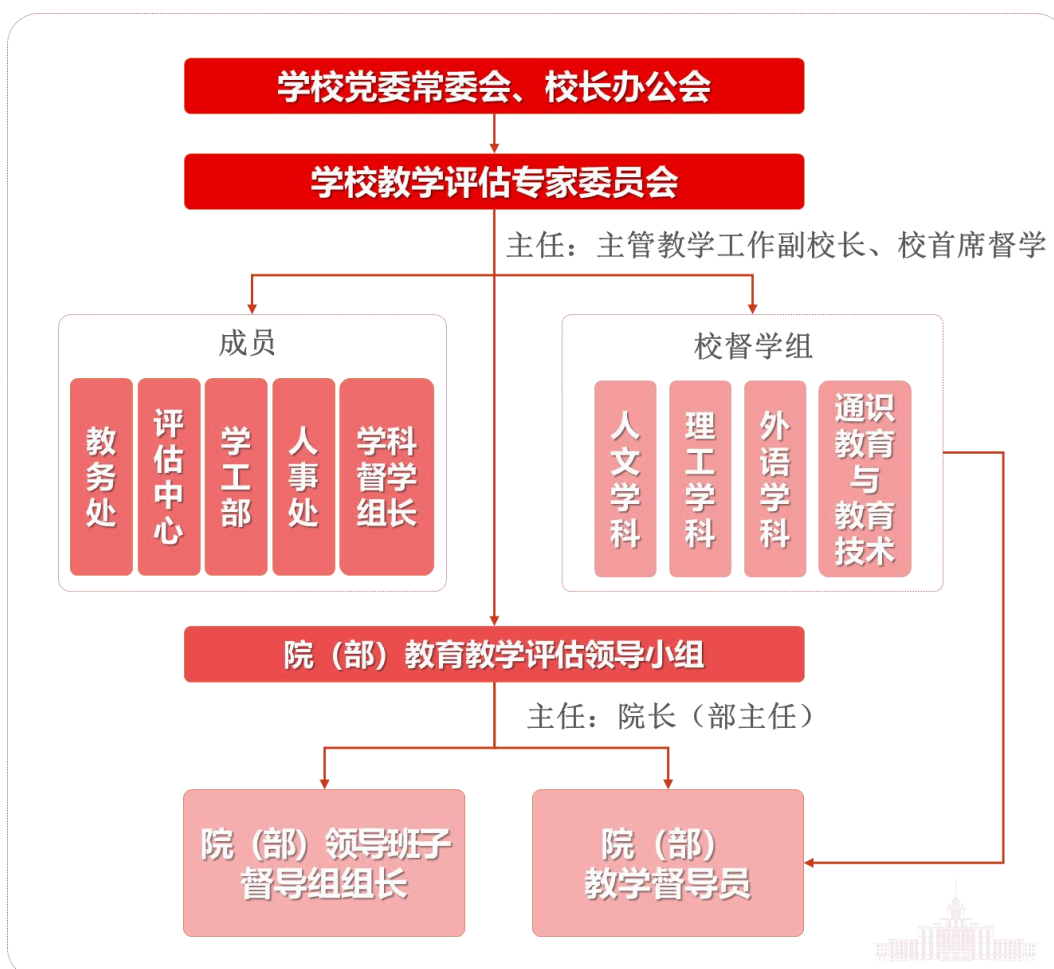 学校党委常委会、校长办公会
学校教学评估专家委员会
主任：主管教学工作副校长、校首席督学
成员
教务处
评估中心
学工部
人事处
学科
督学
组长
校督学组
人文学科
理工学科
外语学科
通识
教育
与
教育
技术
院（部）教育教学评估领导小组
主任：院长（部主任）
院（部）领导班子
督导组组长
院（部）
教学督导员